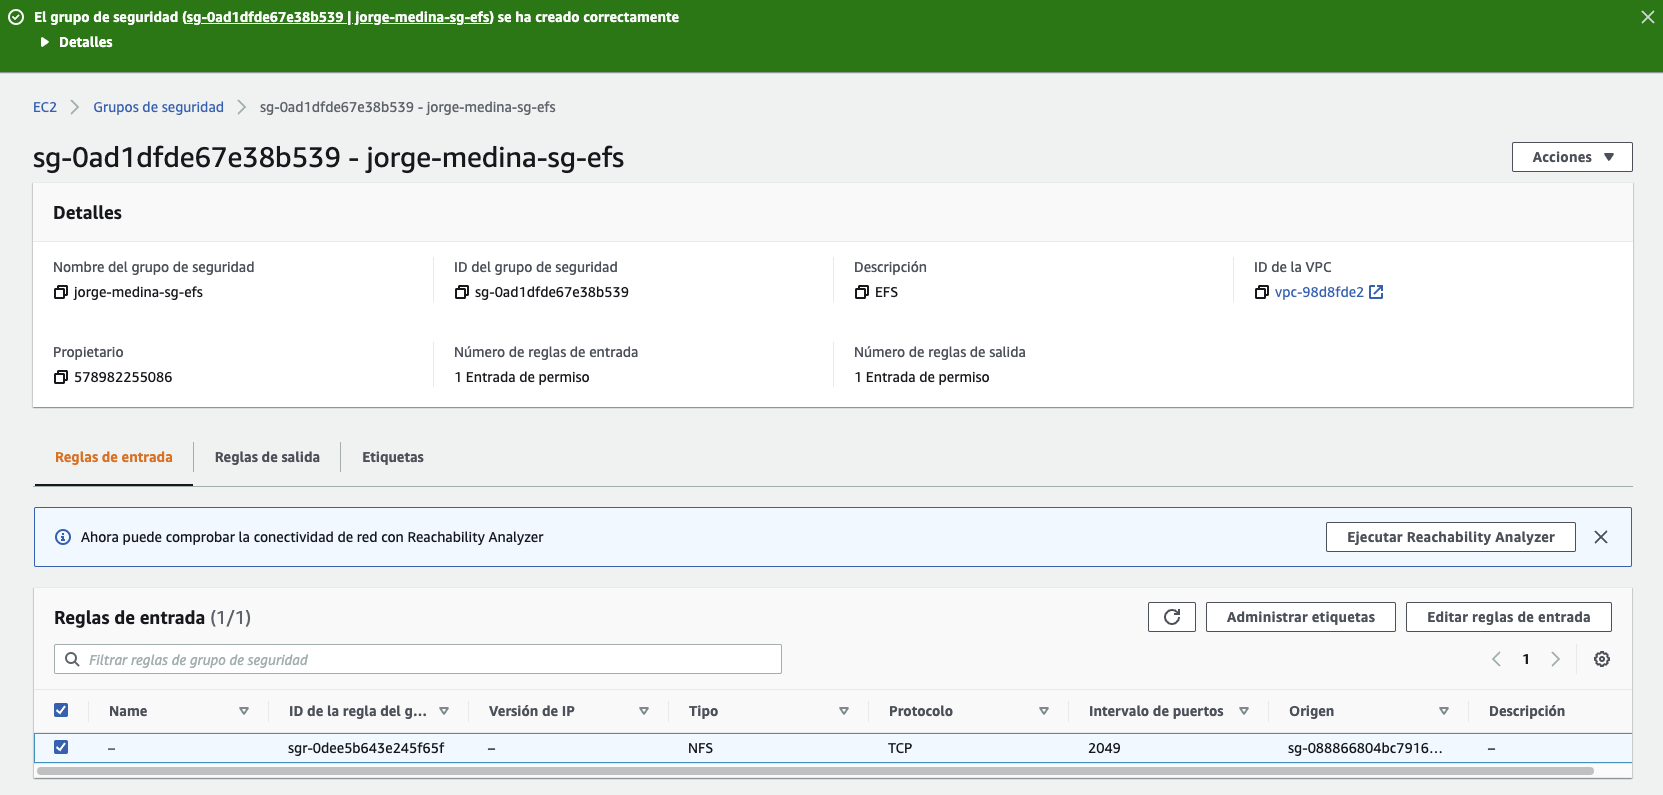 El grupo de seguridad (sg-0ad1dfde67e38b539 | jorge-medina-sg-efs) se ha creado correctamente
Detalles
EC2 > Grupos de seguridad > sg-0ad1dfde67e38b539 - jorge-medina-sg-efs
sg-0ad1dfde67e38b539 - jorge-medina-sg-efs
Acciones
Detalles
Nombre del grupo de seguridad
jorge-medina-sg-efs
ID del grupo de seguridad
sg-0ad1dfde67e38b539
Descripción
EFS
ID de la VPC
vpc-98d8fde2
Propietario
578982255086
Número de reglas de entrada
1 Entrada de permiso
Número de reglas de salida
1 Entrada de permiso
Reglas de entrada
Reglas de salida
Etiquetas
Ahora puede comprobar la conectividad de red con Reachability Analyzer
Ejecutar Reachability Analyzer
Reglas de entrada (1/1)
Administrar etiquetas
Editar reglas de entrada
Filtrar reglas de grupo de seguridad
1
Name ID de la regla del g... Versión de IP Tipo Protocolo Intervalo de puertos Origen Descripción
– sgr-0dee5b643e245f65f – NFS TCP 2049 sg-088866804bc7916... –